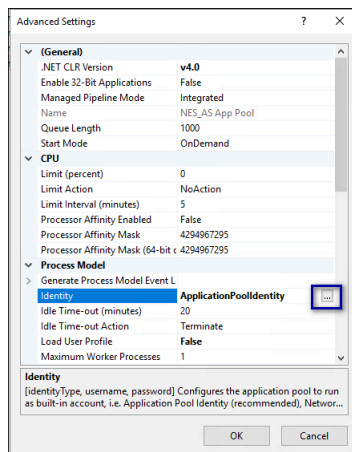 Advanced Settings ? ×
(General)
.NET CLR Version v4.0
Enable 32-Bit Applications False
Managed Pipeline Mode Integrated
Name NES_AS App Pool
Queue Length 1000
Start Mode OnDemand
CPU
Limit (percent) 0
Limit Action NoAction
Limit Interval (minutes) 5
Processor Affinity Enabled False
Processor Affinity Mask 4294967295
Processor Affinity Mask (64-bit c 4294967295
Process Model
Generate Process Model Event L
Identity ApplicationPoolIdentity ...
Idle Time-out (minutes) 20
Idle Time-out Action Terminate
Load User Profile False
Maximum Worker Processes 1
Identity
[identityType, username, password] Configures the application pool to run
as built-in account, i.e. Application Pool Identity (recommended), Networ...
OK Cancel